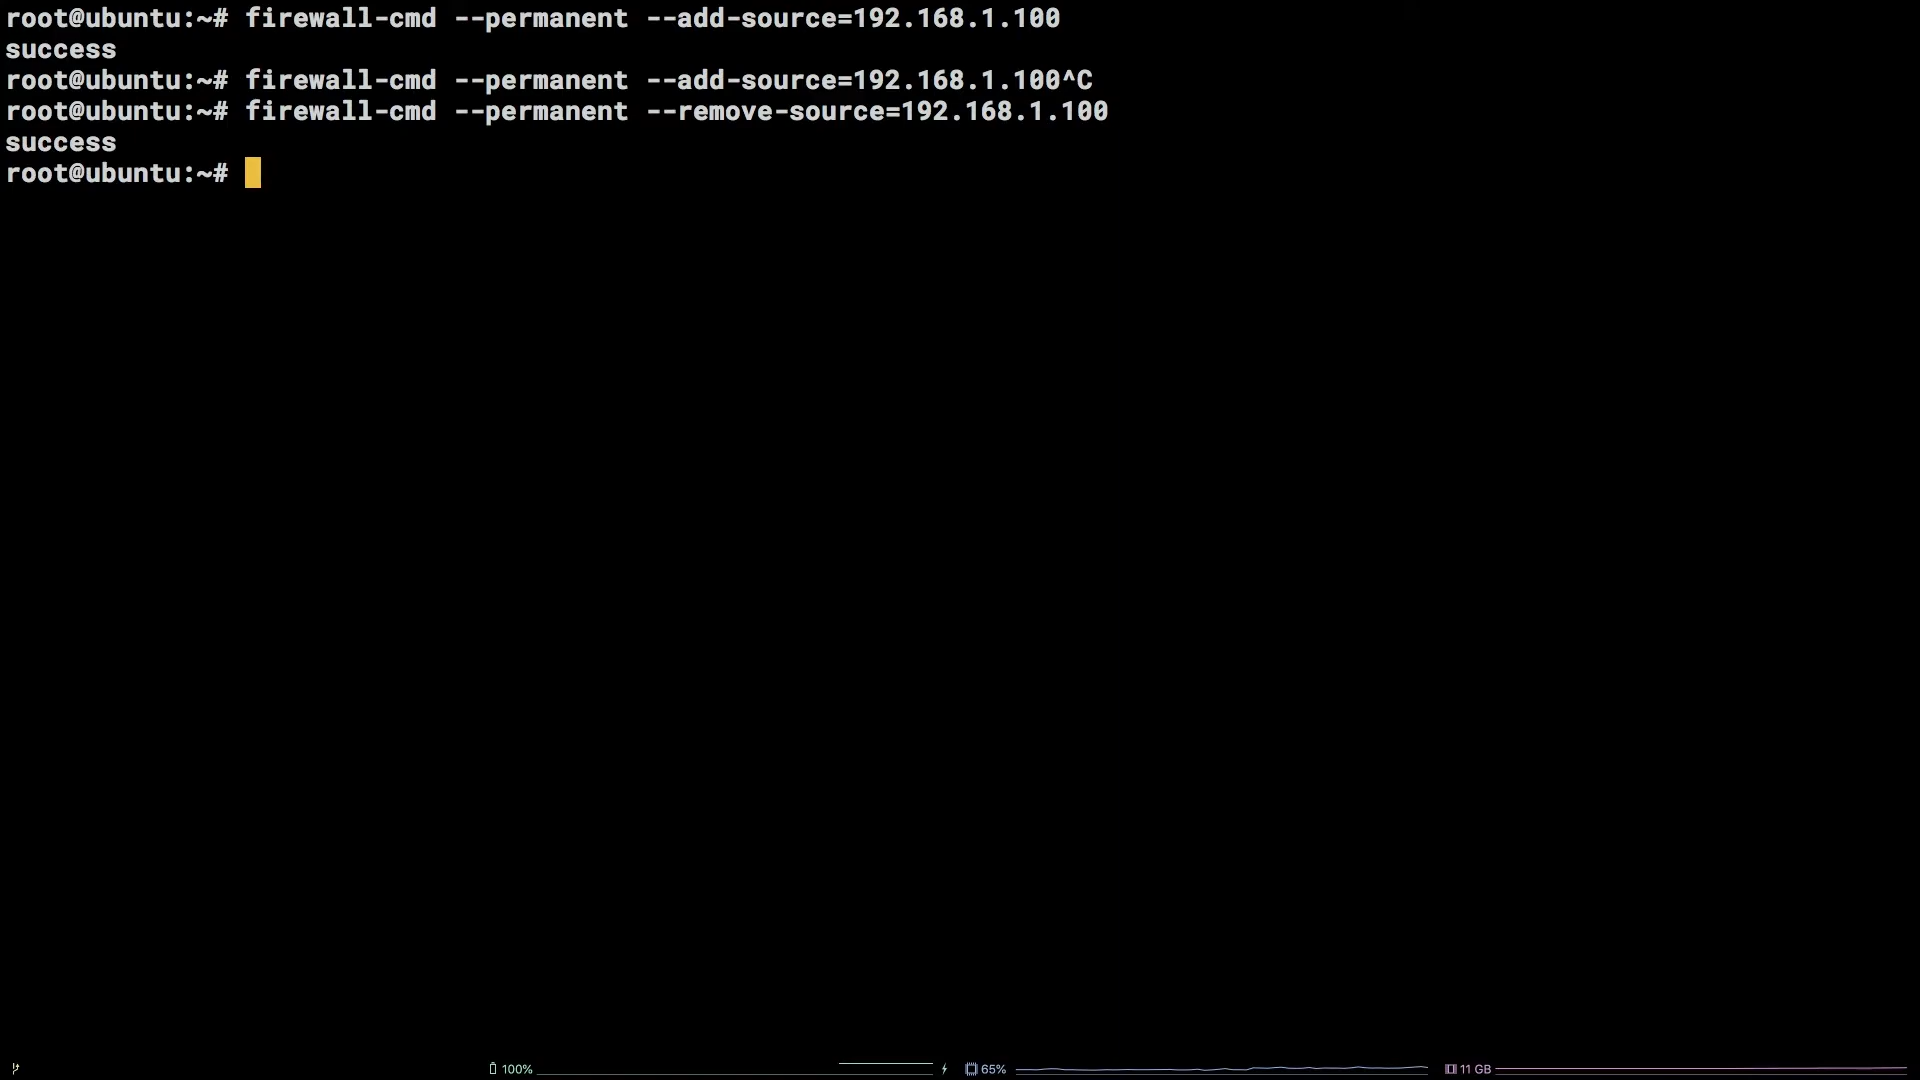 root@ubuntu:~# firewall-cmd --permanent --add-source=192.168.1.100
success
root@ubuntu:~# firewall-cmd --permanent --add-source=192.168.1.100^C
root@ubuntu:~# firewall-cmd --permanent --remove-source=192.168.1.100
success
root@ubuntu:~#
100% 65% 11 GB